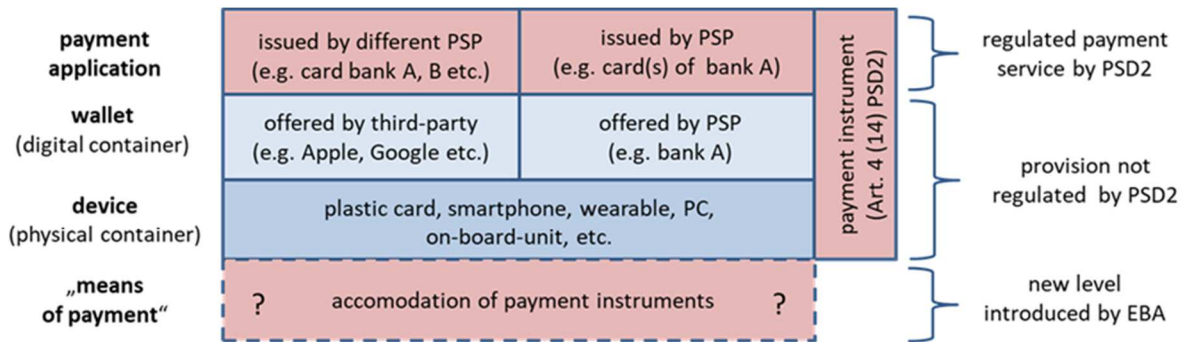 payment
application
issued by different PSP
(e.g. card bank A, B etc.)
issued by PSP
(e.g. card(s) of bank A)
payment instrument
(Art. 4 (14) PSD2)
regulated payment
service by PSD2
wallet
(digital container)
offered by third-party
(e.g. Apple, Google etc.)
offered by PSP
(e.g. bank A)
provision not
regulated by PSD2
device
(physical container)
plastic card, smartphone, wearable, PC,
on-board-unit, etc.
„means
of payment“
? accomodation of payment instruments ?
new level
introduced by EBA